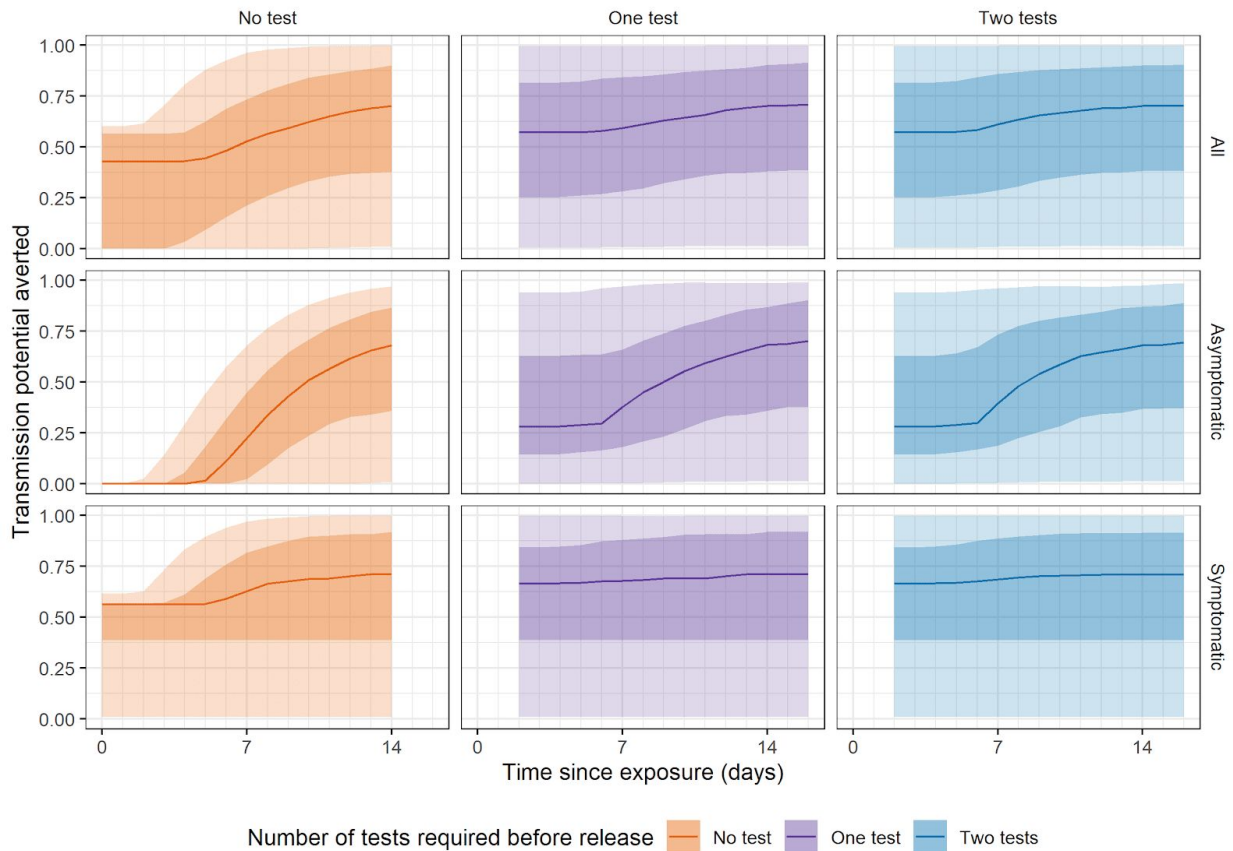 No test One test Two tests
1.00
0.75
0.50
0.25
0.00
All
1.00
0.75
0.50
0.25
0.00
Asymptomatic
1.00
0.75
0.50
0.25
0.00
Symptomatic
Transmission potential averted
0 7 14 0 7 14 0 7 14
Time since exposure (days)
Number of tests required before release No test One test Two tests